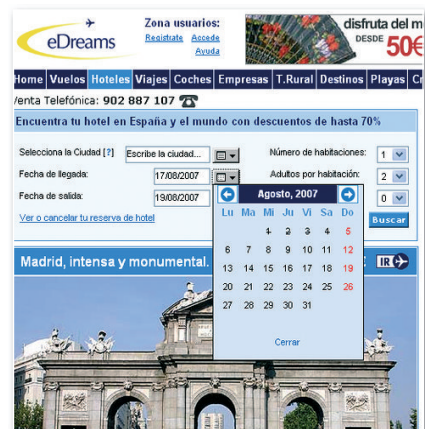 eDreams
Zona usuarios:
Regístrate Accede
Ayuda
disfruta del m
DESDE 50€
Home Vuelos Hoteles Viajes Coches Empresas T.Rural Destinos Playas Cr
Venta Telefónica: 902 887 107
Encuentra tu hotel en España y el mundo con descuentos de hasta 70%
Selecciona la Ciudad [?] Escribe la ciudad... Número de habitaciones: 1
Fecha de llegada: 17/08/2007 Adultos por habitación: 2
Fecha de salida: 19/08/2007 0
Ver o cancelar tu reserva de hotel Buscar
Agosto, 2007
Lu Ma Mi Ju Vi Sa Do
1 2 3 4 5
6 7 8 9 10 11 12
13 14 15 16 17 18 19
20 21 22 23 24 25 26
27 28 29 30 31
Cerrar
Madrid, intensa y monumental. IR